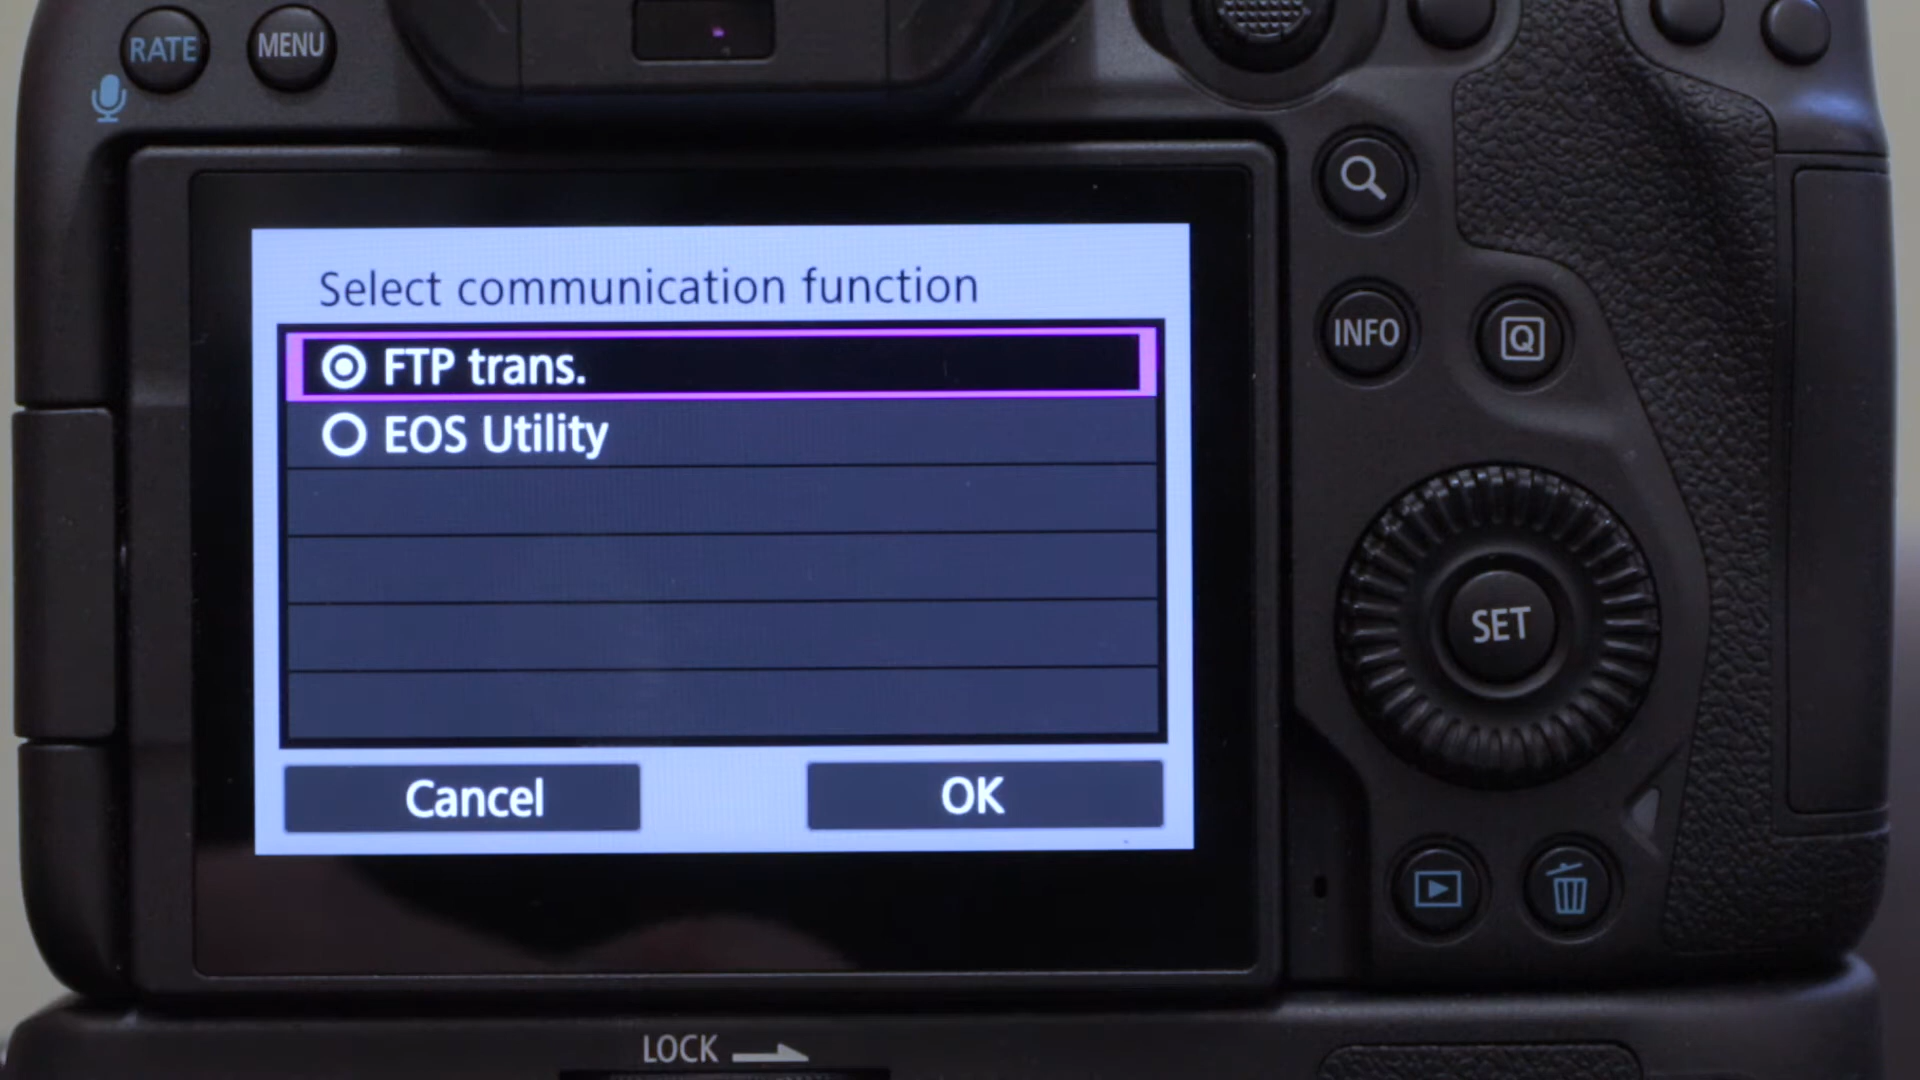 RATE MENU
Select communication function
FTP trans.
EOS Utility
Cancel OK
INFO Q
SET
LOCK